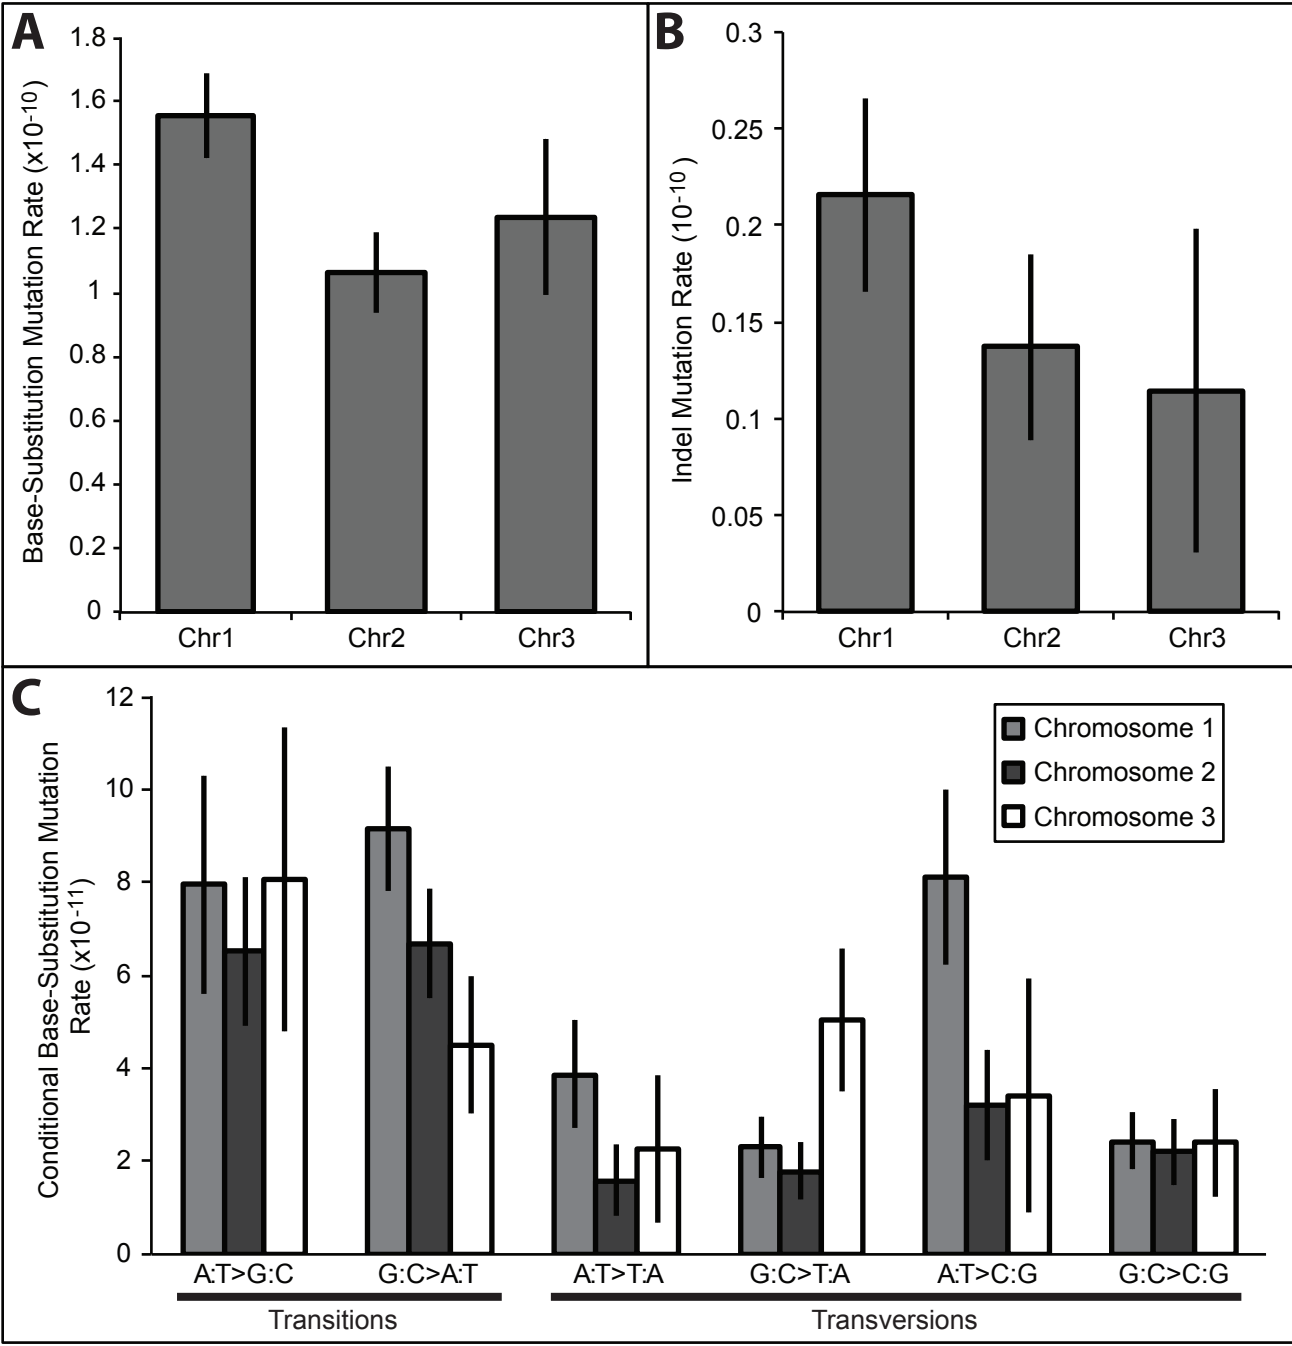 A
Base-Substitution Mutation Rate (x10-10)
1.8
1.6
1.4
1.2
1
0.8
0.6
0.4
0.2
0
Chr1 Chr2 Chr3
B
Indel Mutation Rate (10-10)
0.3
0.25
0.2
0.15
0.1
0.05
0
Chr1 Chr2 Chr3
C
Conditional Base-Substitution Mutation
Rate (x10-11)
12
10
8
6
4
2
0
Chromosome 1
Chromosome 2
Chromosome 3
A:T>G:C G:C>A:T A:T>T:A G:C>T:A A:T>C:G G:C>C:G
Transitions Transversions